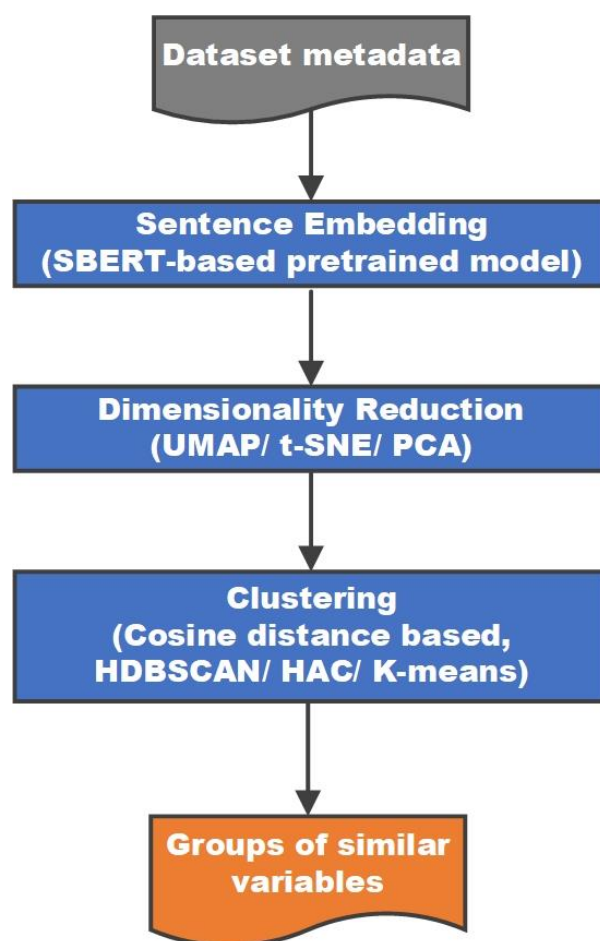 Dataset metadata
Sentence Embedding
(SBERT-based pretrained model)
Dimensionality Reduction
(UMAP/ t-SNE/ PCA)
Clustering
(Cosine distance based,
HDBSCAN/ HAC/ K-means)
Groups of similar
variables